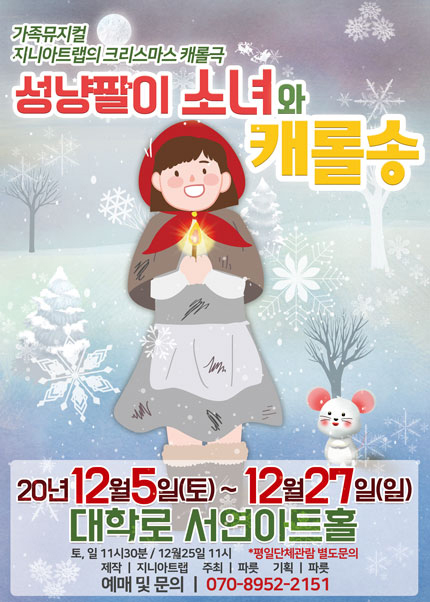 가족뮤지컬
지니아트랩의 크리스마스 캐롤극
성냥팔이 소녀와
캐롤송
20년 12월5일(토) ~ 12월27일(일)
대학로 서연아트홀
토, 일 11시30분 / 12월25일 11시 *평일단체관람 별도문의
제작 | 지니아트랩 주최 | 파롯 기획 | 파롯
예매 및 문의 | 070-8952-2151